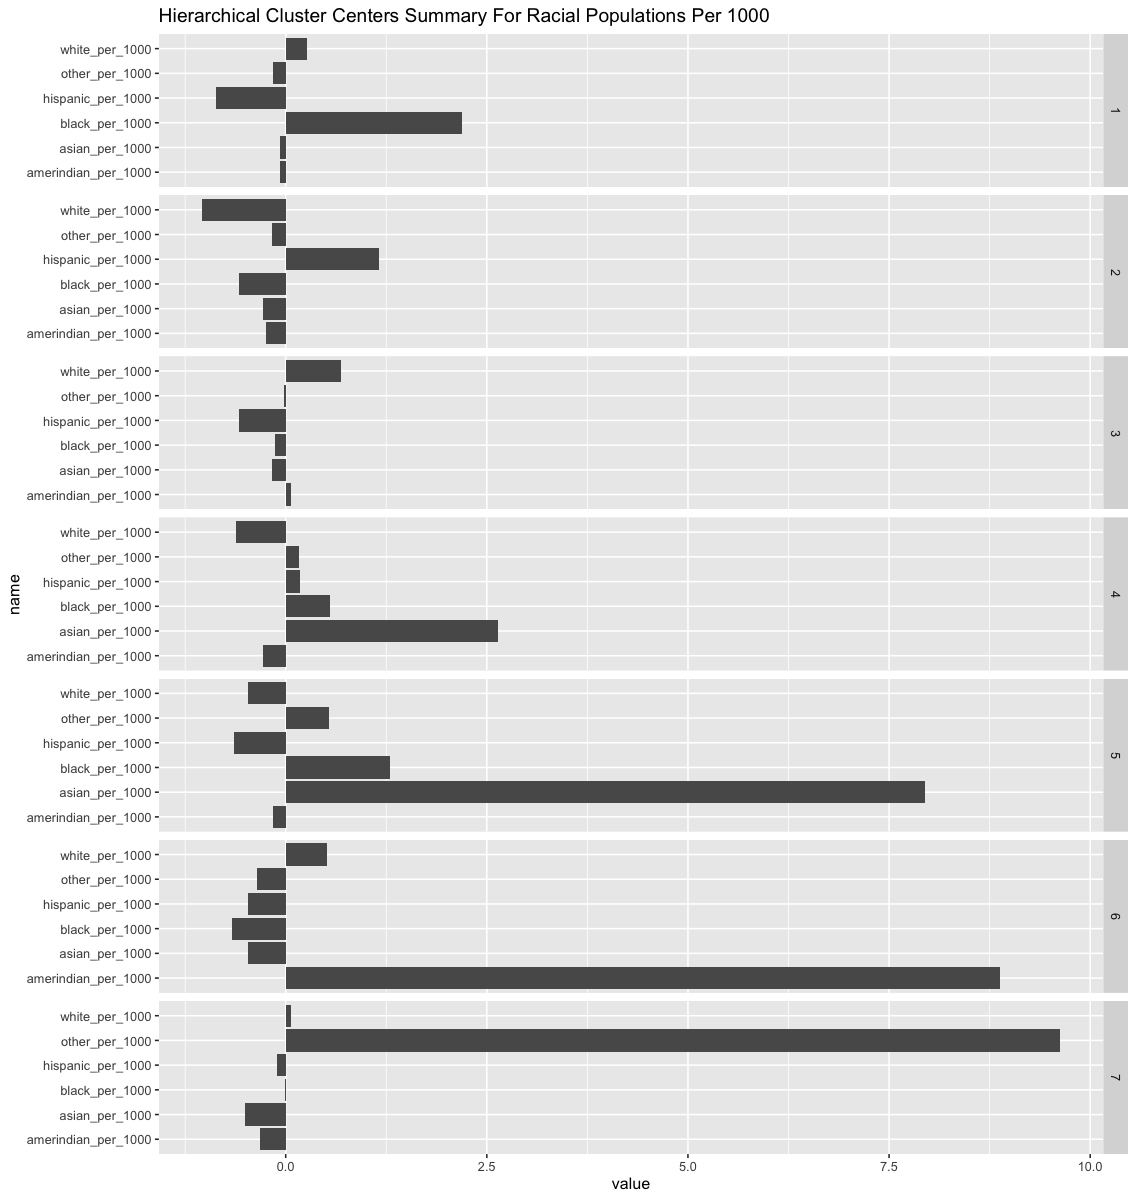 Hierarchical Cluster Centers Summary For Racial Populations Per 1000
white_per_1000
other_per_1000
hispanic_per_1000
black_per_1000
asian_per_1000
amerindian_per_1000
1
white_per_1000
other_per_1000
hispanic_per_1000
black_per_1000
asian_per_1000
amerindian_per_1000
2
white_per_1000
other_per_1000
hispanic_per_1000
black_per_1000
asian_per_1000
amerindian_per_1000
3
white_per_1000
other_per_1000
hispanic_per_1000
black_per_1000
asian_per_1000
amerindian_per_1000
4
name
white_per_1000
other_per_1000
hispanic_per_1000
black_per_1000
asian_per_1000
amerindian_per_1000
5
white_per_1000
other_per_1000
hispanic_per_1000
black_per_1000
asian_per_1000
amerindian_per_1000
6
white_per_1000
other_per_1000
hispanic_per_1000
black_per_1000
asian_per_1000
amerindian_per_1000
7
0.0 2.5 5.0 7.5 10.0
value